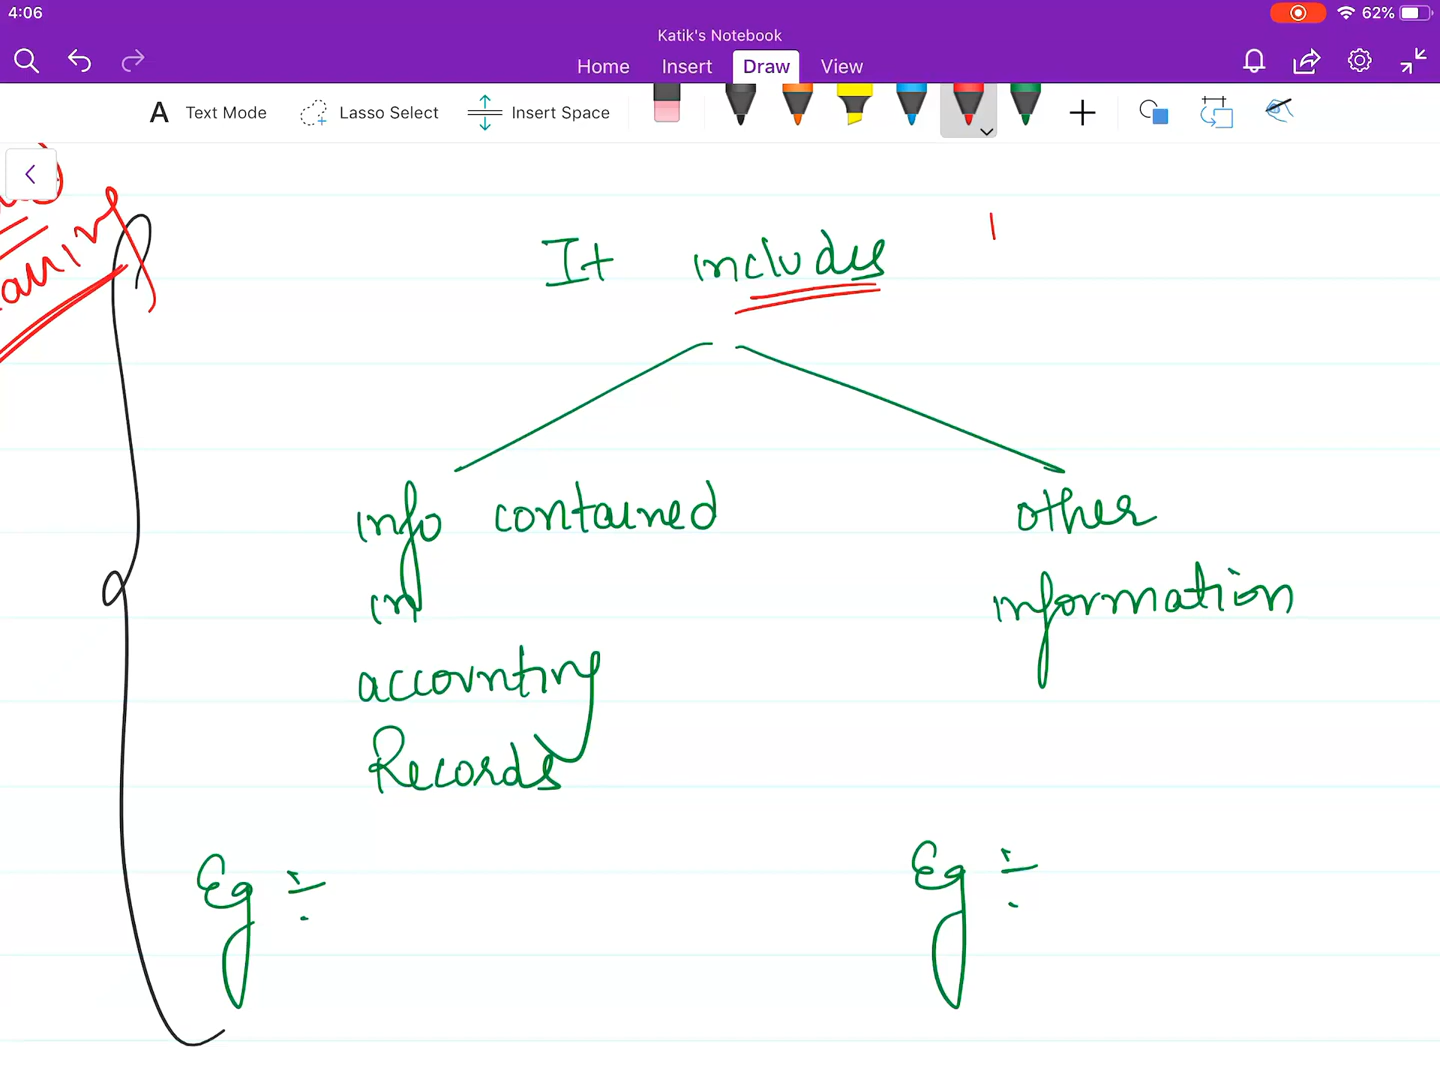 4:06
62%
Katik's Notebook
Home Insert Draw View
A Text Mode Lasso Select Insert Space
It includes
info contained
in
accounting
Records
other
information
Eg :-
Eg :-